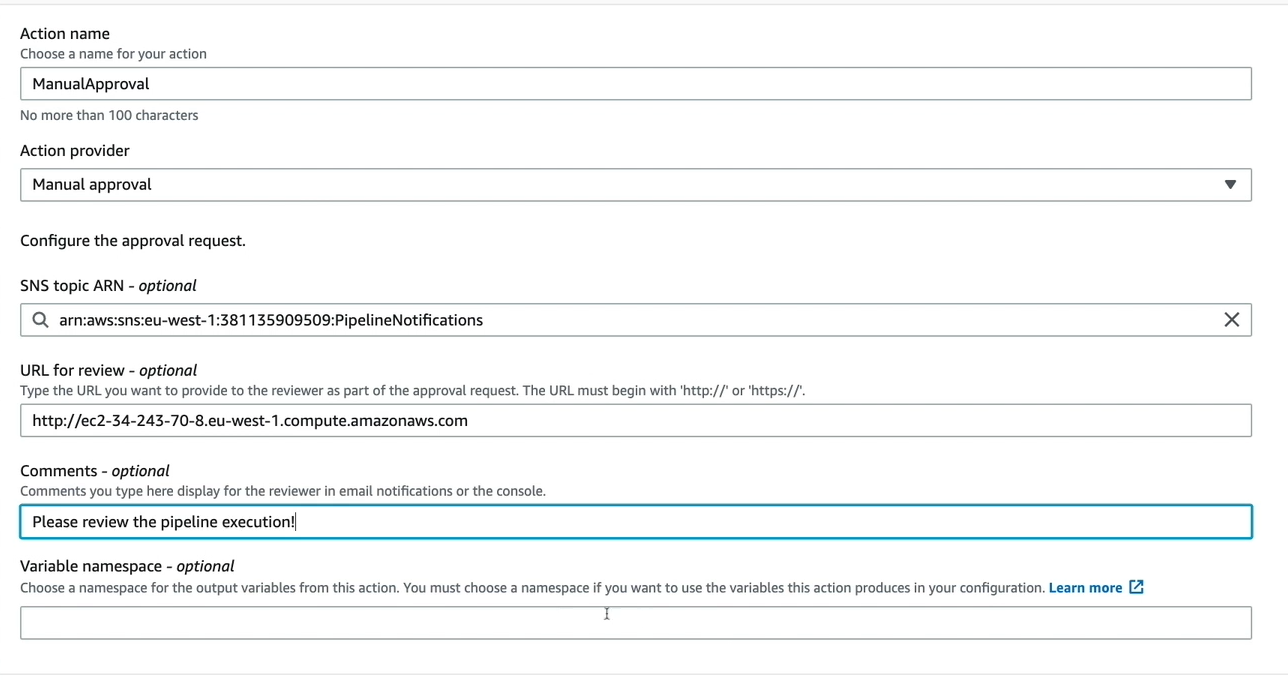 Action name
Choose a name for your action
ManualApproval
No more than 100 characters
Action provider
Manual approval
Configure the approval request.
SNS topic ARN - optional
arn:aws:sns:eu-west-1:381135909509:PipelineNotifications
URL for review - optional
Type the URL you want to provide to the reviewer as part of the approval request. The URL must begin with 'http://' or 'https://'.
http://ec2-34-243-70-8.eu-west-1.compute.amazonaws.com
Comments - optional
Comments you type here display for the reviewer in email notifications or the console.
Please review the pipeline execution!
Variable namespace - optional
Choose a namespace for the output variables from this action. You must choose a namespace if you want to use the variables this action produces in your configuration. Learn more